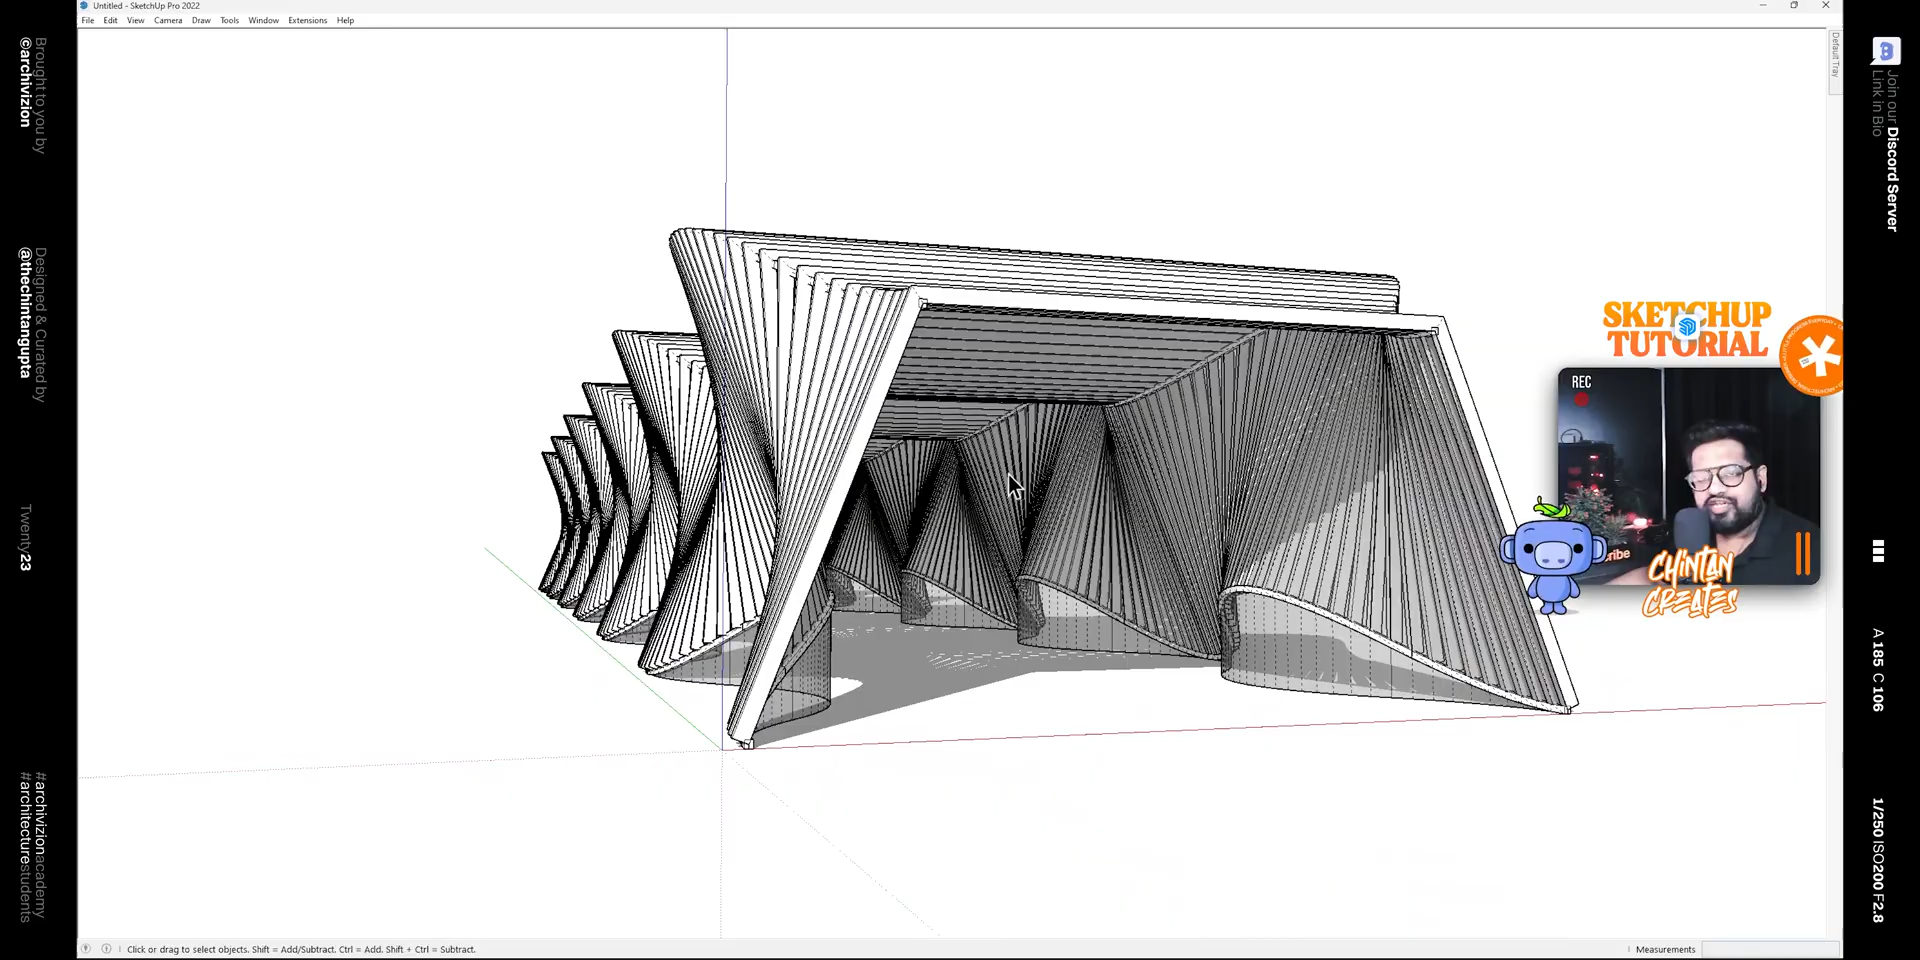 Untitled - SketchUp Pro 2022
File Edit View Camera Draw Tools Window Extensions Help
Default Tray
Brought to you by
@archivizion
Designed & Curated by
@thechintangupta
Twenty23
#archivizionacademy
#architecturestudents
Join our Discord Server
Link in Bio
A 185 C 106
1/250 ISO200 F2.8
SKETCHUP
TUTORIAL
REC
cribe
CHINTAN
CREATES
Click or drag to select objects. Shift = Add/Subtract. Ctrl = Add. Shift + Ctrl = Subtract.
Measurements